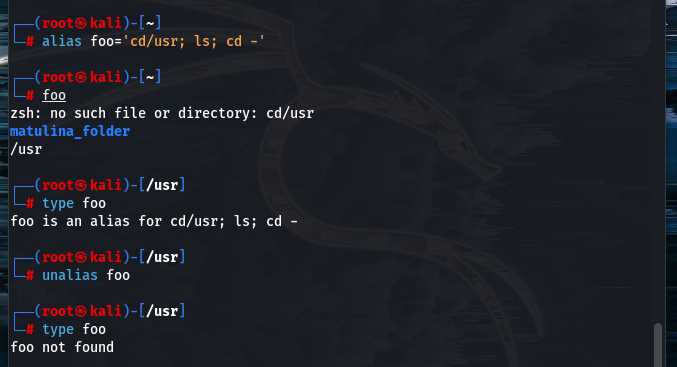 ┌──(root㉿kali)-[~]
└─# alias foo='cd/usr; ls; cd -'
┌──(root㉿kali)-[~]
└─# foo
zsh: no such file or directory: cd/usr
matulina_folder
/usr
┌──(root㉿kali)-[/usr]
└─# type foo
foo is an alias for cd/usr; ls; cd -
┌──(root㉿kali)-[/usr]
└─# unalias foo
┌──(root㉿kali)-[/usr]
└─# type foo
foo not found